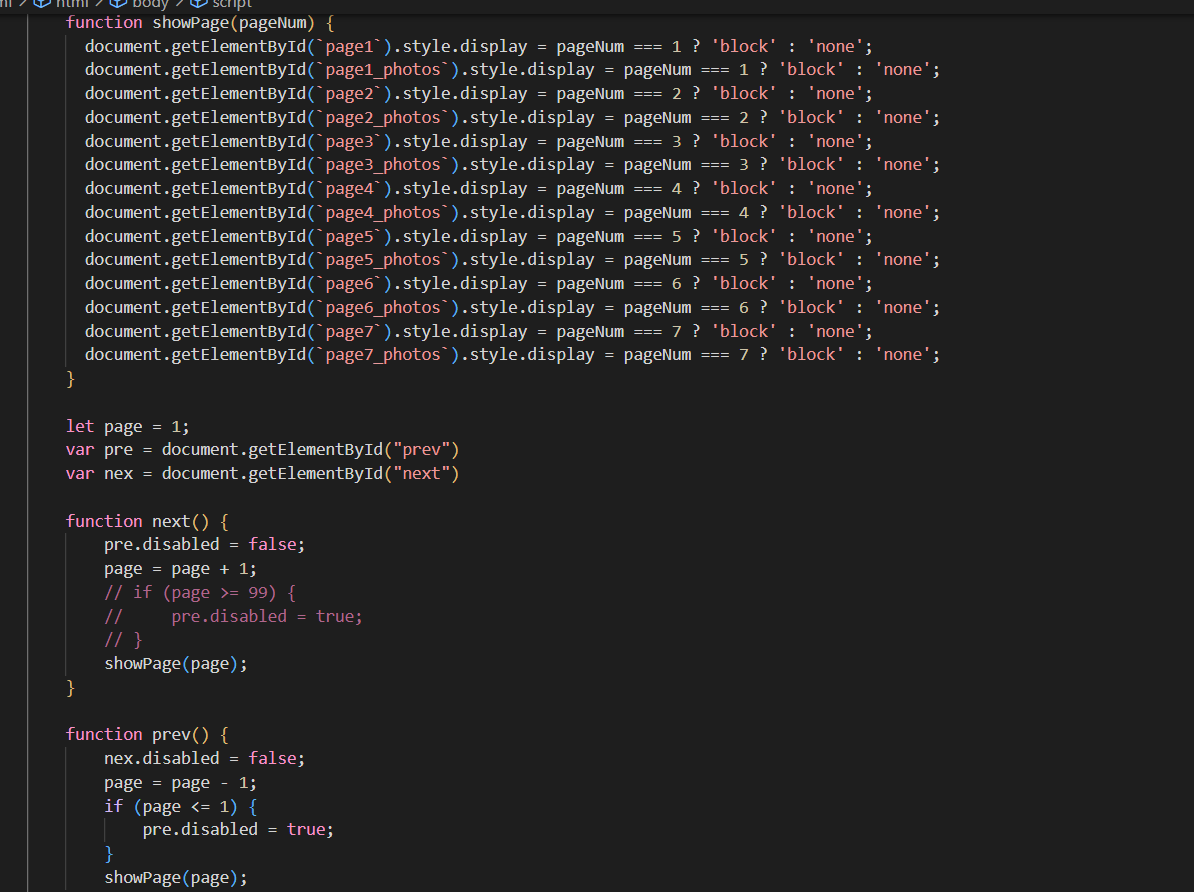 ml > html > body > script
function showPage(pageNum) {
  document.getElementById(`page1`).style.display = pageNum === 1 ? 'block' : 'none';
  document.getElementById(`page1_photos`).style.display = pageNum === 1 ? 'block' : 'none';
  document.getElementById(`page2`).style.display = pageNum === 2 ? 'block' : 'none';
  document.getElementById(`page2_photos`).style.display = pageNum === 2 ? 'block' : 'none';
  document.getElementById(`page3`).style.display = pageNum === 3 ? 'block' : 'none';
  document.getElementById(`page3_photos`).style.display = pageNum === 3 ? 'block' : 'none';
  document.getElementById(`page4`).style.display = pageNum === 4 ? 'block' : 'none';
  document.getElementById(`page4_photos`).style.display = pageNum === 4 ? 'block' : 'none';
  document.getElementById(`page5`).style.display = pageNum === 5 ? 'block' : 'none';
  document.getElementById(`page5_photos`).style.display = pageNum === 5 ? 'block' : 'none';
  document.getElementById(`page6`).style.display = pageNum === 6 ? 'block' : 'none';
  document.getElementById(`page6_photos`).style.display = pageNum === 6 ? 'block' : 'none';
  document.getElementById(`page7`).style.display = pageNum === 7 ? 'block' : 'none';
  document.getElementById(`page7_photos`).style.display = pageNum === 7 ? 'block' : 'none';
}

let page = 1;
var pre = document.getElementById("prev")
var nex = document.getElementById("next")

function next() {
    pre.disabled = false;
    page = page + 1;
    // if (page >= 99) {
    //     pre.disabled = true;
    // }
    showPage(page);
}

function prev() {
    nex.disabled = false;
    page = page - 1;
    if (page <= 1) {
        pre.disabled = true;
    }
    showPage(page);